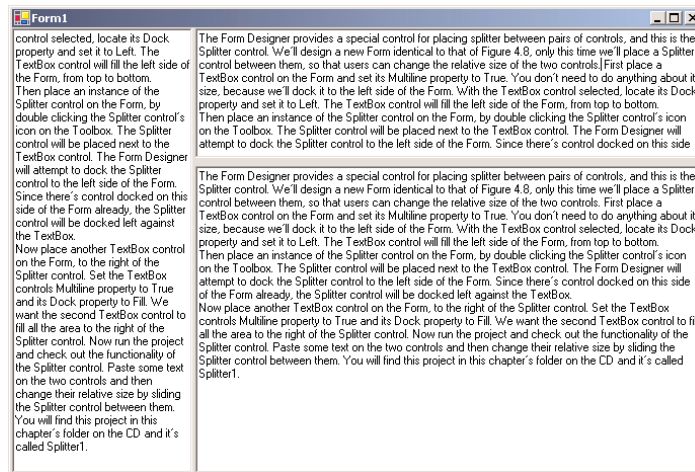 Form1
control selected, locate its Dock
property and set it to Left. The
TextBox control will fill the left side of
the Form, from top to bottom.
Then place an instance of the
Splitter control on the Form, by
double clicking the Splitter control's
icon on the Toolbox. The Splitter
control will be placed next to the
TextBox control. The Form Designer
will attempt to dock the Splitter
control to the left side of the Form.
Since there's control docked on this
side of the Form already, the Splitter
control will be docked left against
the TextBox.
Now place another TextBox control
on the Form, to the right of the
Splitter control. Set the TextBox
controls Multiline property to True
and its Dock property to Fill. We
want the second TextBox control to
fill all the area to the right of the
Splitter control. Now run the project
and check out the functionality of
the Splitter control. Paste some text
on the two controls and then
change their relative size by sliding
the Splitter control between them.
You will find this project in this
chapter's folder on the CD and it's
called Splitter1.
The Form Designer provides a special control for placing splitter between pairs of controls, and this is the
Splitter control. We'll design a new Form identical to that of Figure 4.8, only this time we'll place a Splitter
control between them, so that users can change the relative size of the two controls. First place a
TextBox control on the Form and set its Multiline property to True. You don't need to do anything about it
size, because we'll dock it to the left side of the Form. With the TextBox control selected, locate its Dock
property and set it to Left. The TextBox control will fill the left side of the Form, from top to bottom.
Then place an instance of the Splitter control on the Form, by double clicking the Splitter control's icon
on the Toolbox. The Splitter control will be placed next to the TextBox control. The Form Designer will
attempt to dock the Splitter control to the left side of the Form. Since there's control docked on this side
The Form Designer provides a special control for placing splitter between pairs of controls, and this is the
Splitter control. We'll design a new Form identical to that of Figure 4.8, only this time we'll place a Splitter
control between them, so that users can change the relative size of the two controls. First place a
TextBox control on the Form and set its Multiline property to True. You don't need to do anything about it
size, because we'll dock it to the left side of the Form. With the TextBox control selected, locate its Dock
property and set it to Left. The TextBox control will fill the left side of the Form, from top to bottom.
Then place an instance of the Splitter control on the Form, by double clicking the Splitter control's icon
on the Toolbox. The Splitter control will be placed next to the TextBox control. The Form Designer will
attempt to dock the Splitter control to the left side of the Form. Since there's control docked on this side
of the Form already, the Splitter control will be docked left against the TextBox.
Now place another TextBox control on the Form, to the right of the Splitter control. Set the TextBox
controls Multiline property to True and its Dock property to Fill. We want the second TextBox control to fi
all the area to the right of the Splitter control. Now run the project and check out the functionality of the
Splitter control. Paste some text on the two controls and then change their relative size by sliding the
Splitter control between them. You will find this project in this chapter's folder on the CD and it's called
Splitter1.